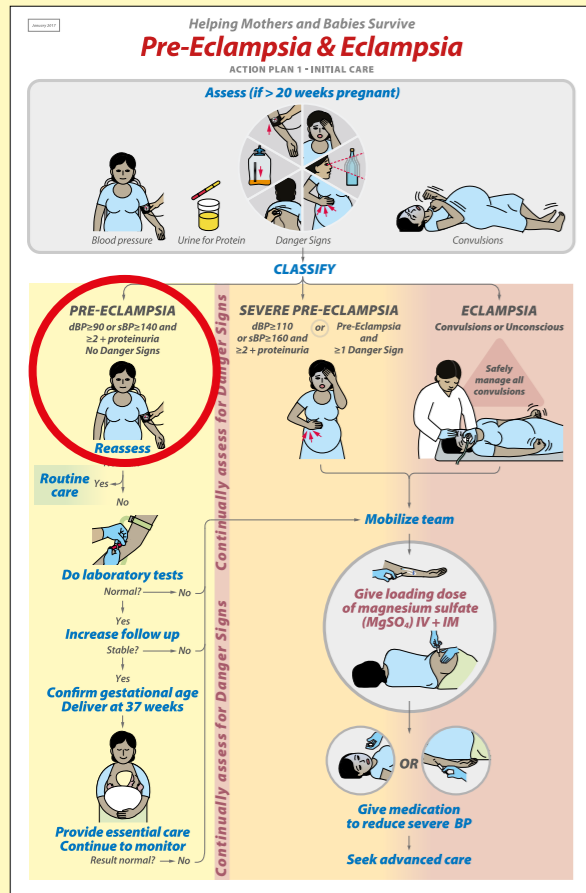 January 2017
Helping Mothers and Babies Survive
Pre-Eclampsia & Eclampsia
ACTION PLAN 1 - INITIAL CARE
Assess (if > 20 weeks pregnant)
Blood pressure
Urine for Protein
Danger Signs
Convulsions
CLASSIFY
PRE-ECLAMPSIA
dBP≥90 or sBP≥140 and
≥2 + proteinuria
No Danger Signs
Reassess
Continually assess for Danger Signs
SEVERE PRE-ECLAMPSIA
dBP≥110
or sBP≥160 and
≥2 + proteinuria
or
Pre-Eclampsia
and
≥1 Danger Sign
ECLAMPSIA
Convulsions or Unconscious
Safely
manage all
convulsions
Routine
care
Yes
No
Do laboratory tests
Normal? No
Yes
Increase follow up
Stable? No
Yes
Confirm gestational age
Deliver at 37 weeks
Provide essential care
Continue to monitor
Result normal? No
Continually assess for Danger Signs
Mobilize team
Give loading dose
of magnesium sulfate
(MgSO₄) IV + IM
OR
Give medication
to reduce severe BP
Seek advanced care